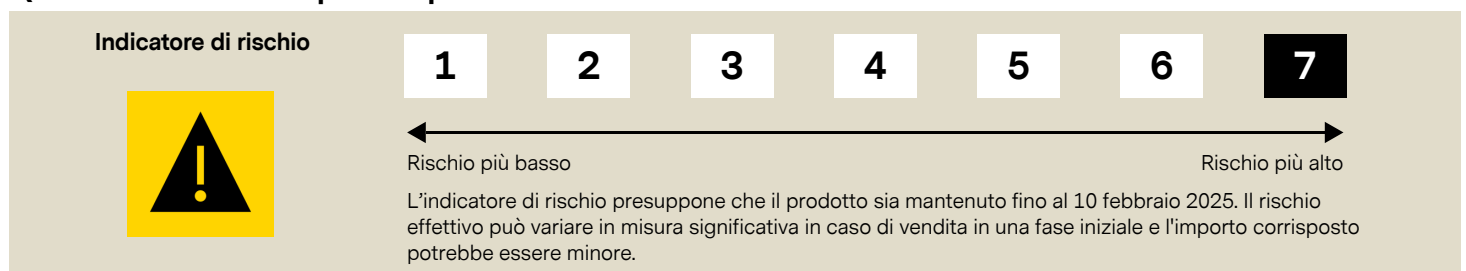 Indicatore di rischio
1 2 3 4 5 6 7
Rischio più basso Rischio più alto
L’indicatore di rischio presuppone che il prodotto sia mantenuto fino al 10 febbraio 2025. Il rischio
effettivo può variare in misura significativa in caso di vendita in una fase iniziale e l'importo corrisposto
potrebbe essere minore.